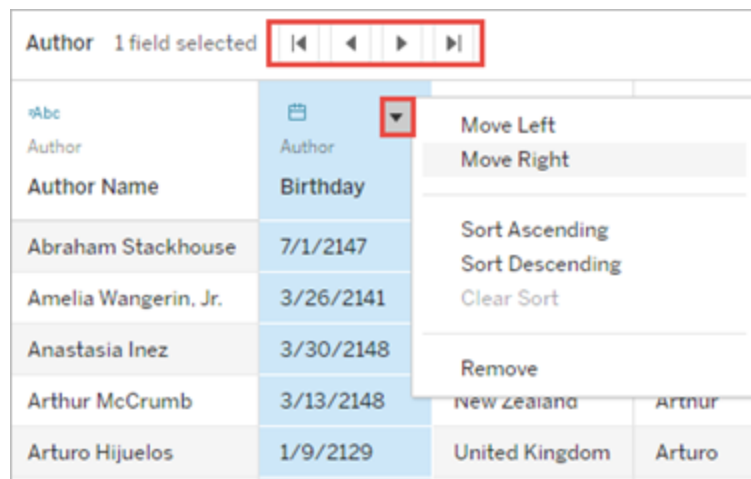 Author 1 field selected
Abc
Author
Author Name
Author
Birthday
Move Left
Move Right
Sort Ascending
Sort Descending
Clear Sort
Remove
Abraham Stackhouse 7/1/2147
Amelia Wangerin, Jr. 3/26/2141
Anastasia Inez 3/30/2148
Arthur McCrumb 3/13/2148 New Zealand Arthur
Arturo Hijuelos 1/9/2129 United Kingdom Arturo